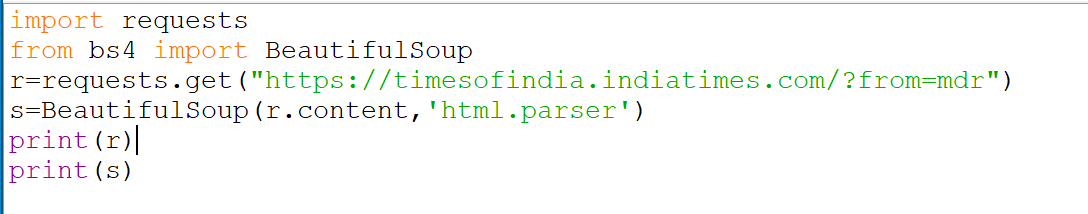 import requests
from bs4 import BeautifulSoup
r=requests.get("https://timesofindia.indiatimes.com/?from=mdr")
s=BeautifulSoup(r.content,'html.parser')
print(r)
print(s)